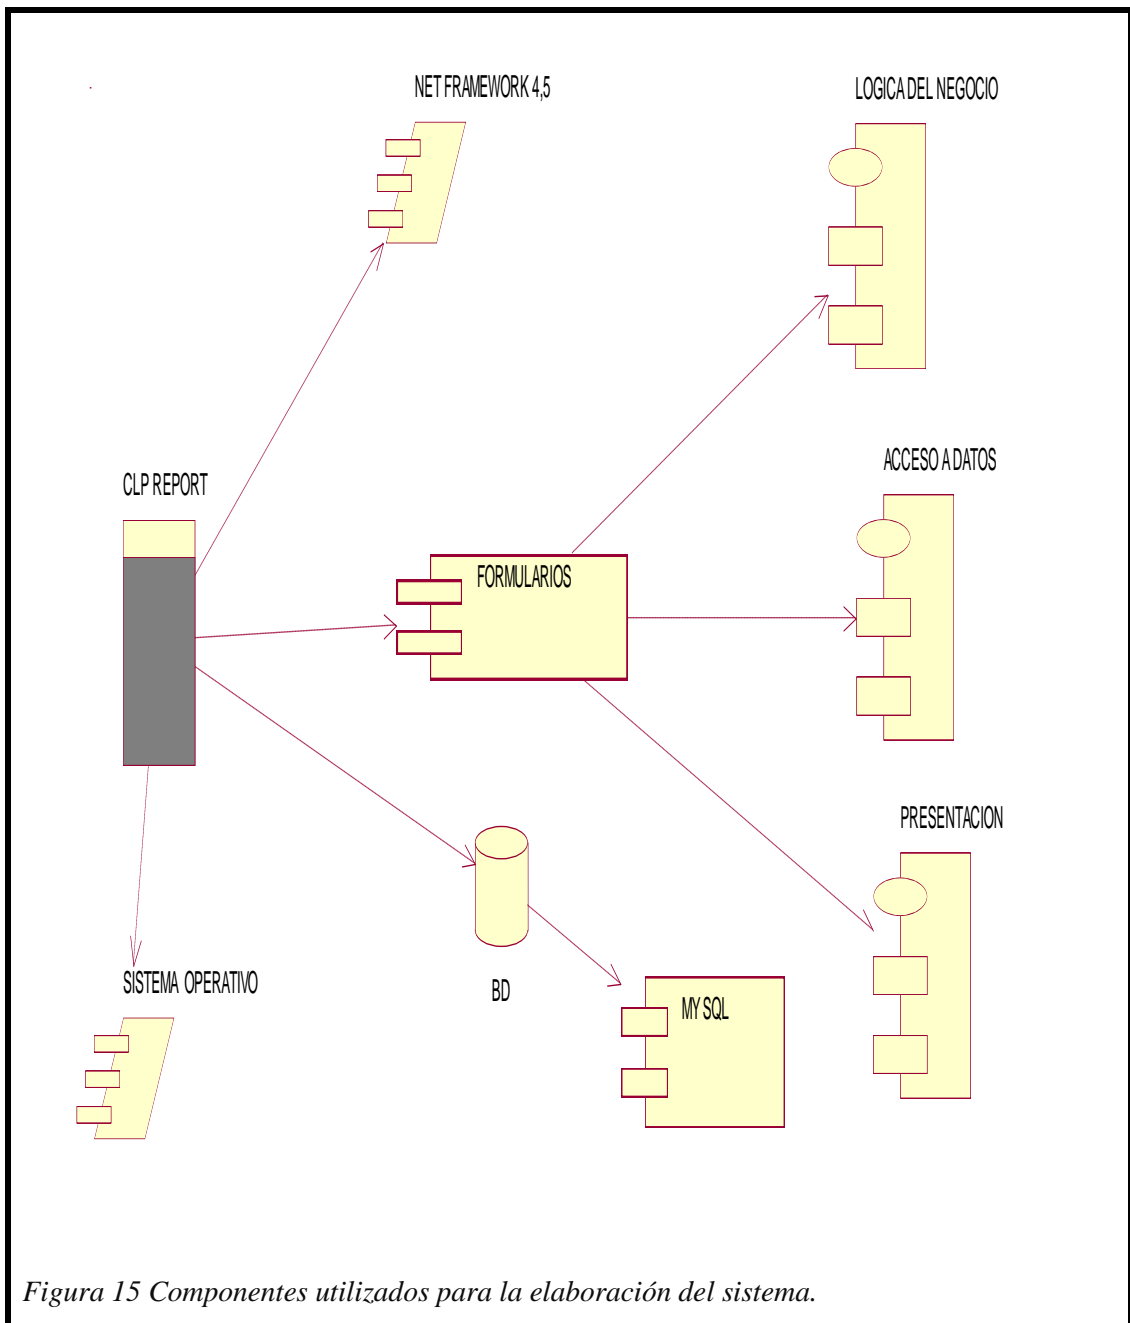 NET FRAMEWORK 4,5
LOGICA DEL NEGOCIO
CLP REPORT
ACCESO A DATOS
FORMULARIOS
PRESENTACION
SISTEMA OPERATIVO
BD
MY SQL
Figura 15 Componentes utilizados para la elaboración del sistema.